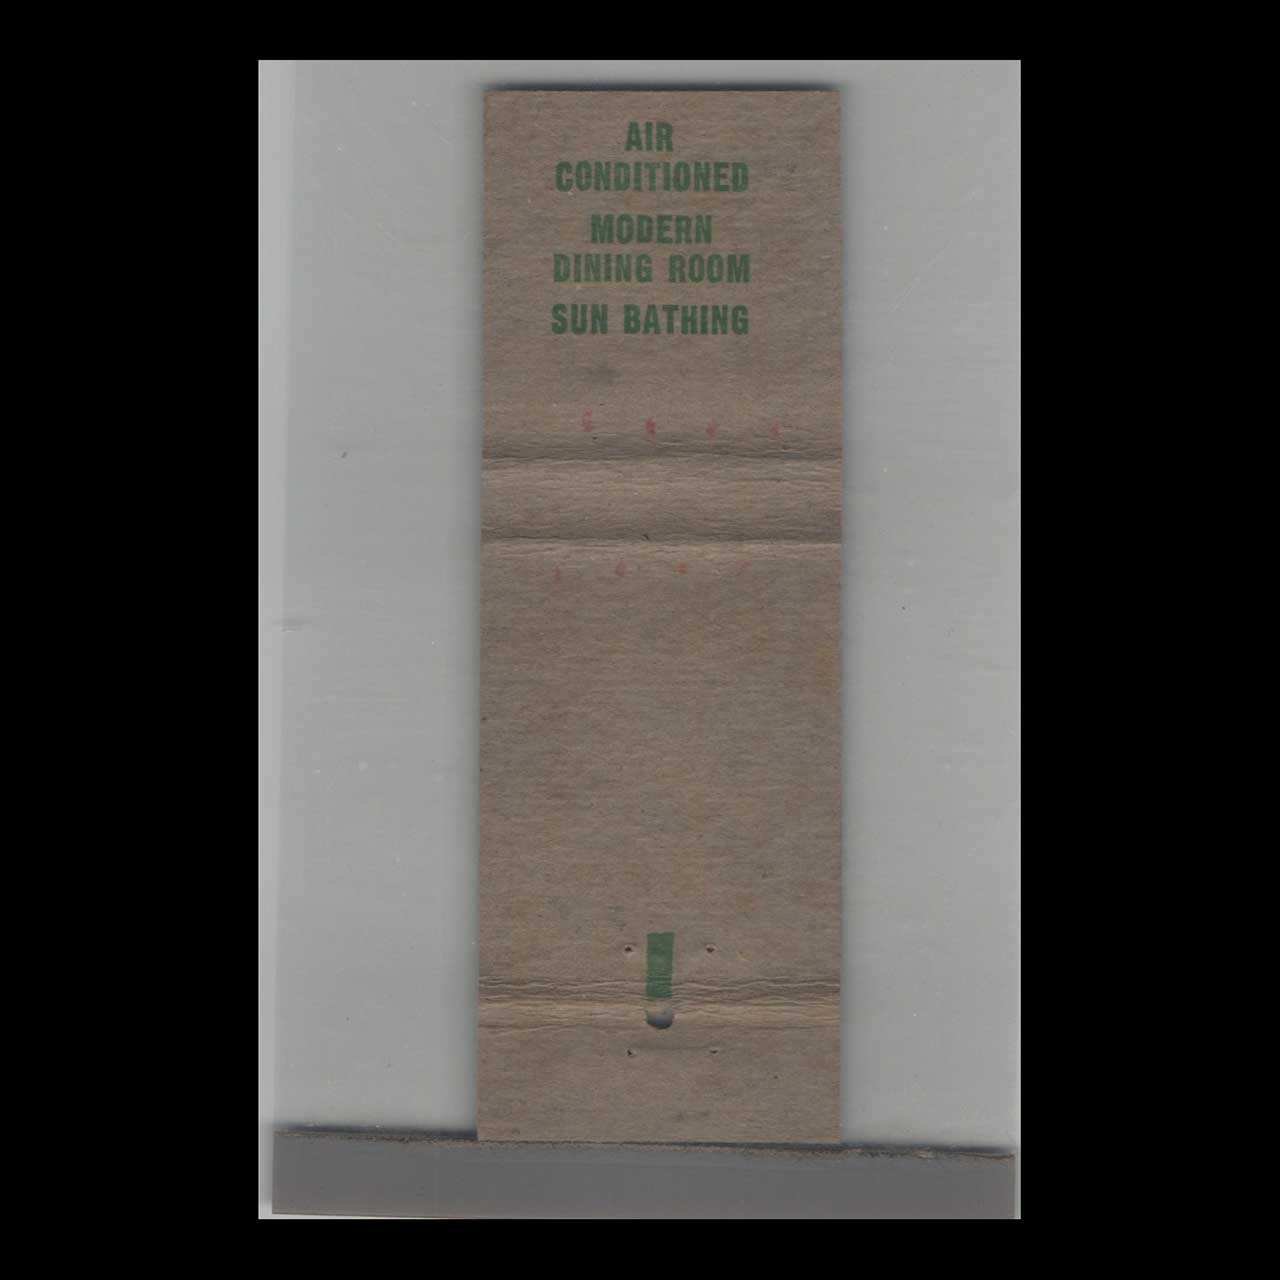 AIR
CONDITIONED
MODERN
DINING ROOM
SUN BATHING